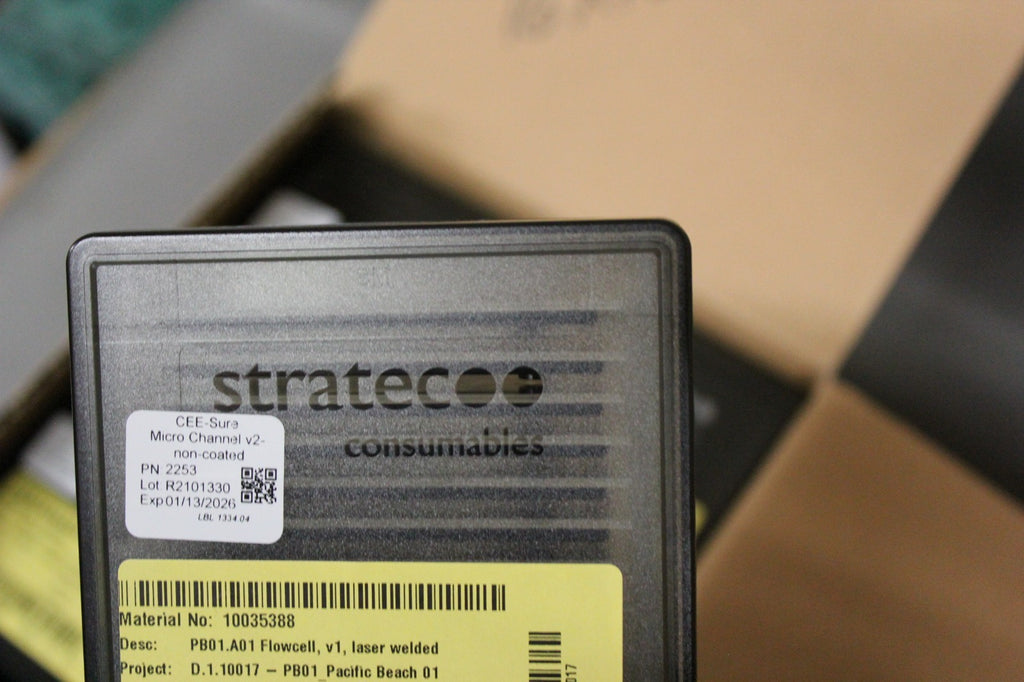 stratec
consumables
CEE-Sure
Micro Channel v2-
non-coated
PN 2253
Lot R2101330
Exp 01/13/2026
LBL 1334.04
Material No: 10035388
Desc: PB01.A01 Flowcell, v1, laser welded
Project: D.1.10017 – PB01_Pacific Beach 01
017